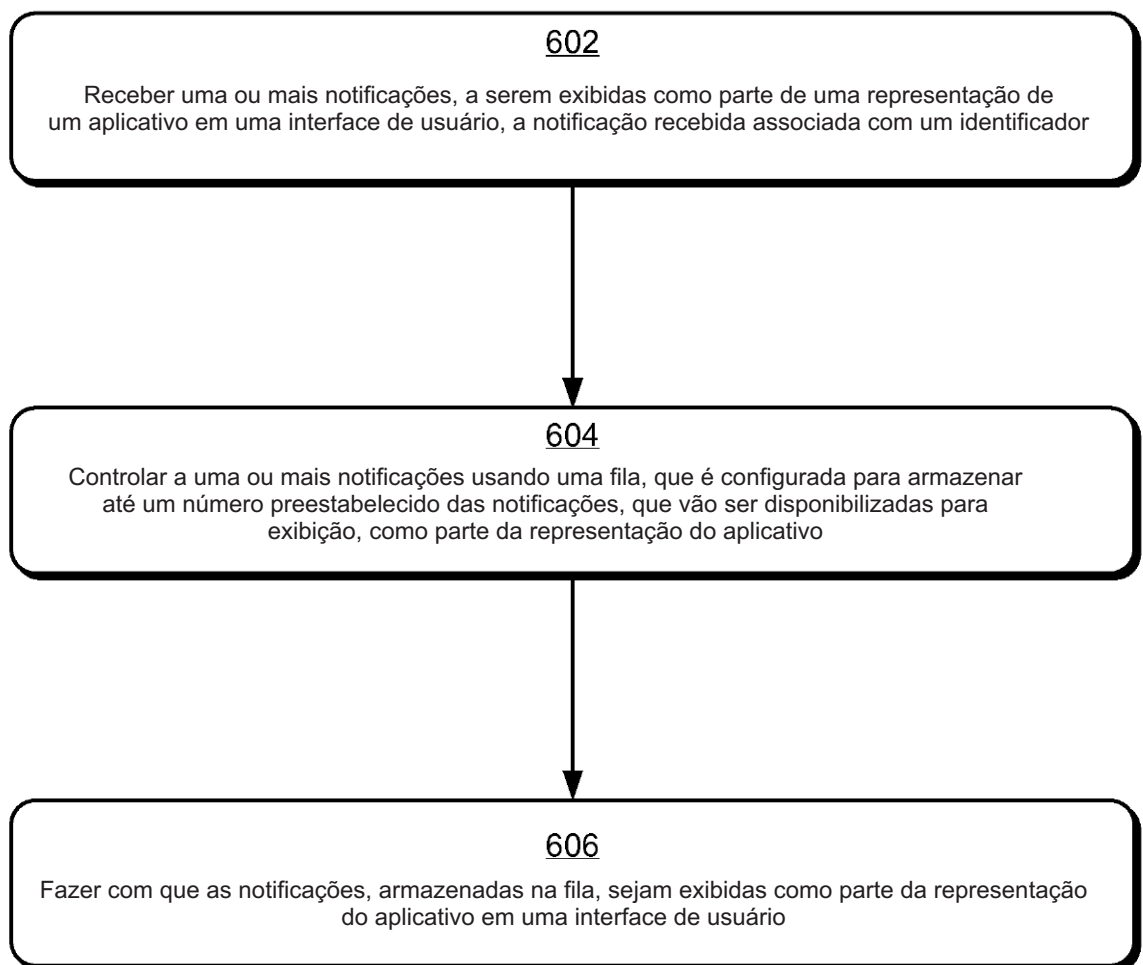 602
Receber uma ou mais notificações, a serem exibidas como parte de uma representação de
um aplicativo em uma interface de usuário, a notificação recebida associada com um identificador
604
Controlar a uma ou mais notificações usando uma fila, que é configurada para armazenar
até um número preestabelecido das notificações, que vão ser disponibilizadas para
exibição, como parte da representação do aplicativo
606
Fazer com que as notificações, armazenadas na fila, sejam exibidas como parte da representação
do aplicativo em uma interface de usuário